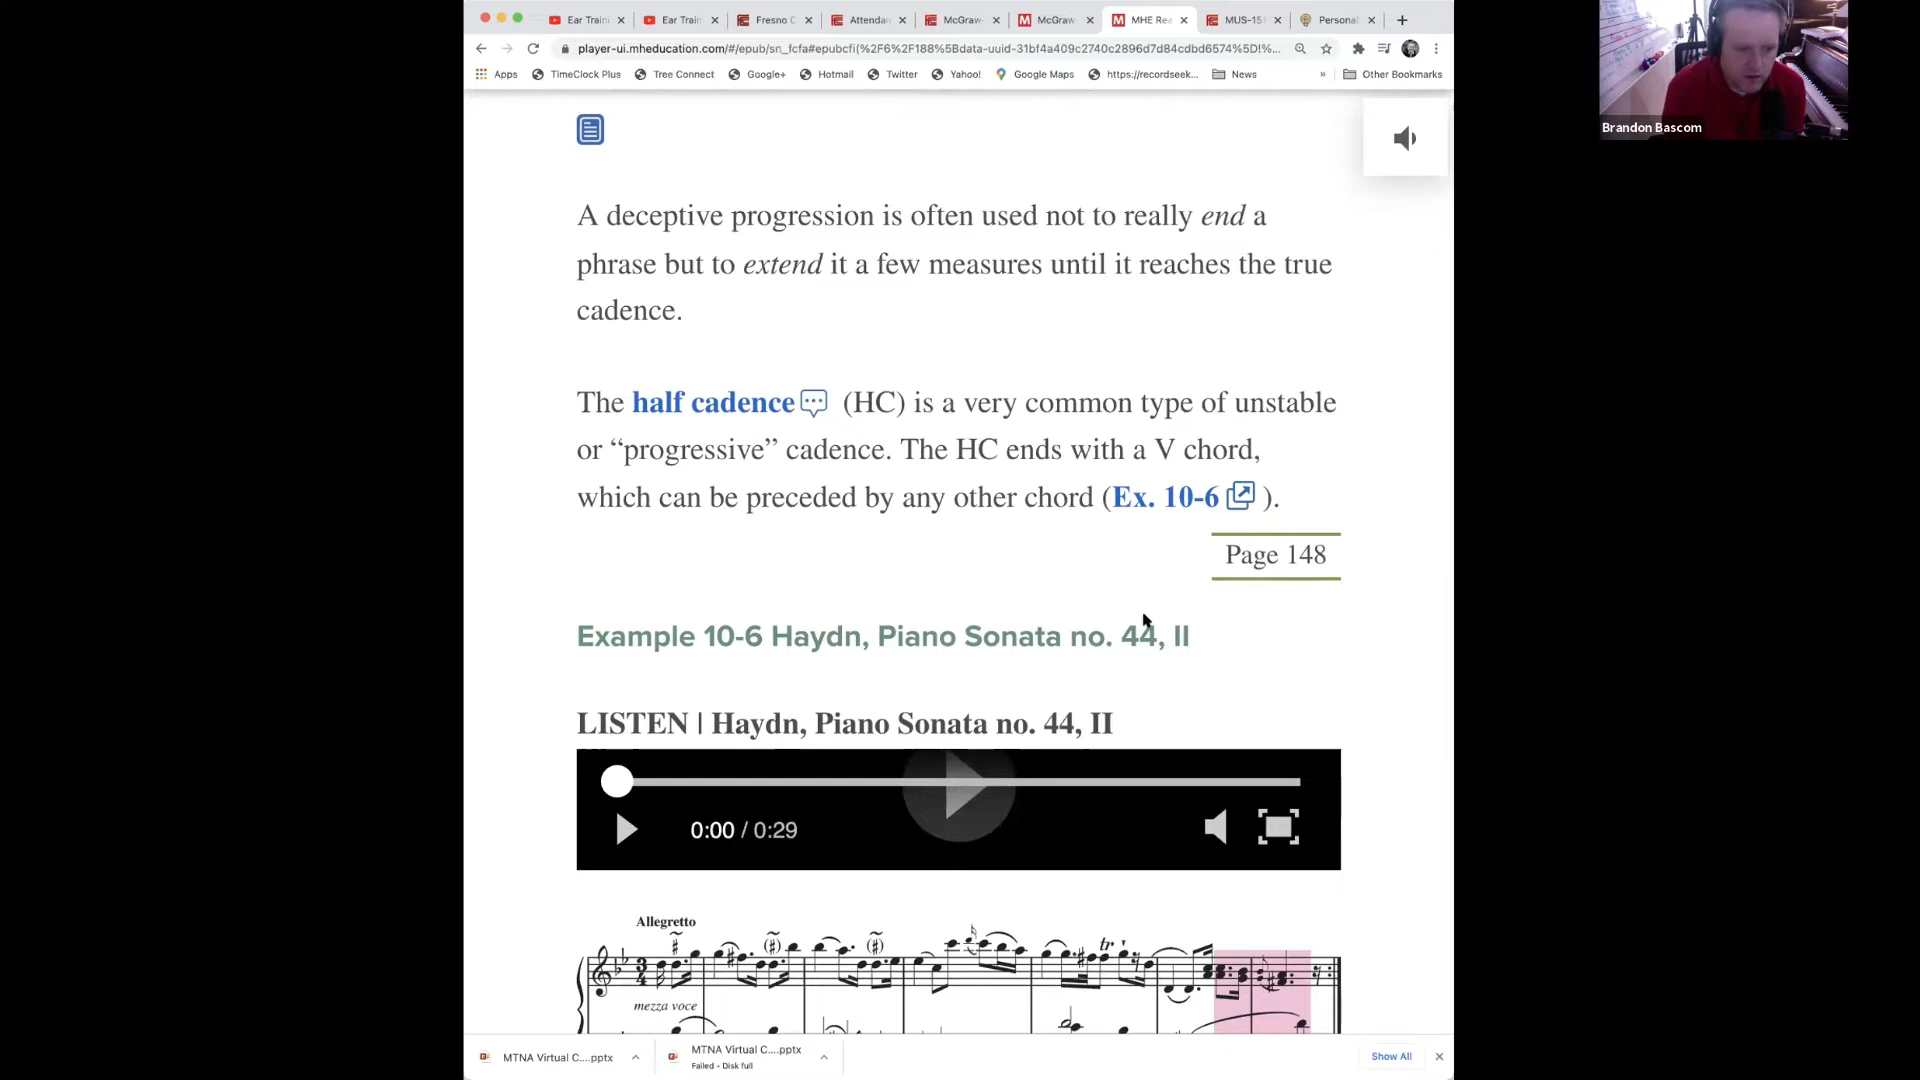 Ear Traini
Ear Train
Fresno C
Attendan
McGraw-
McGraw
MHE Rea
MUS-151
Personal
player-ui.mheducation.com/#/epub/sn_fcfa#epubcfi(%2F6%2F188%5Bdata-uuid-31bf4a409c2740c2896d7d84cdbd6574%5D!%...
Apps
TimeClock Plus
Tree Connect
Google+
Hotmail
Twitter
Yahoo!
Google Maps
https://recordseek...
News
»
Other Bookmarks
Brandon Bascom
A deceptive progression is often used not to really end a
phrase but to extend it a few measures until it reaches the true
cadence.
The half cadence (HC) is a very common type of unstable
or “progressive” cadence. The HC ends with a V chord,
which can be preceded by any other chord (Ex. 10-6 ).
Page 148
Example 10-6 Haydn, Piano Sonata no. 44, II
LISTEN | Haydn, Piano Sonata no. 44, II
0:00 / 0:29
Allegretto
tr
3
4
mezza voce
MTNA Virtual C....pptx
MTNA Virtual C....pptx
Failed - Disk full
Show All